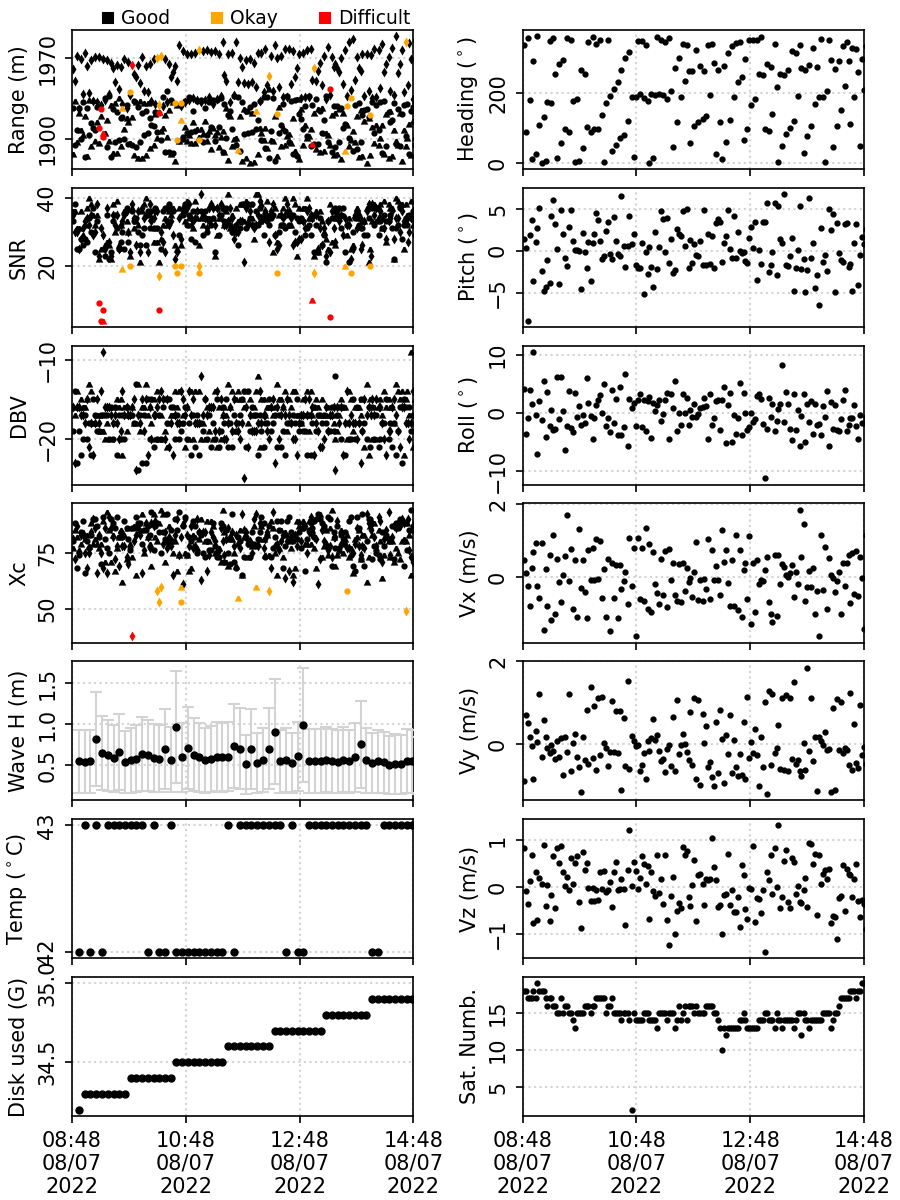 Good Okay Difficult
Range (m)
1970
1900
Heading (°)
200
0
SNR
40
20
Pitch (°)
5
0
−5
DBV
−10
−20
Roll (°)
10
0
−10
Xc
75
50
Vx (m/s)
2
0
Wave H (m)
1.5
1.0
0.5
Vy (m/s)
2
0
Temp (°C)
43
42
Vz (m/s)
1
0
−1
Disk used (G)
35.0
34.5
Sat. Numb.
15
10
5
08:48 10:48 12:48 14:48
08/07 08/07 08/07 08/07
2022 2022 2022 2022
08:48 10:48 12:48 14:48
08/07 08/07 08/07 08/07
2022 2022 2022 2022